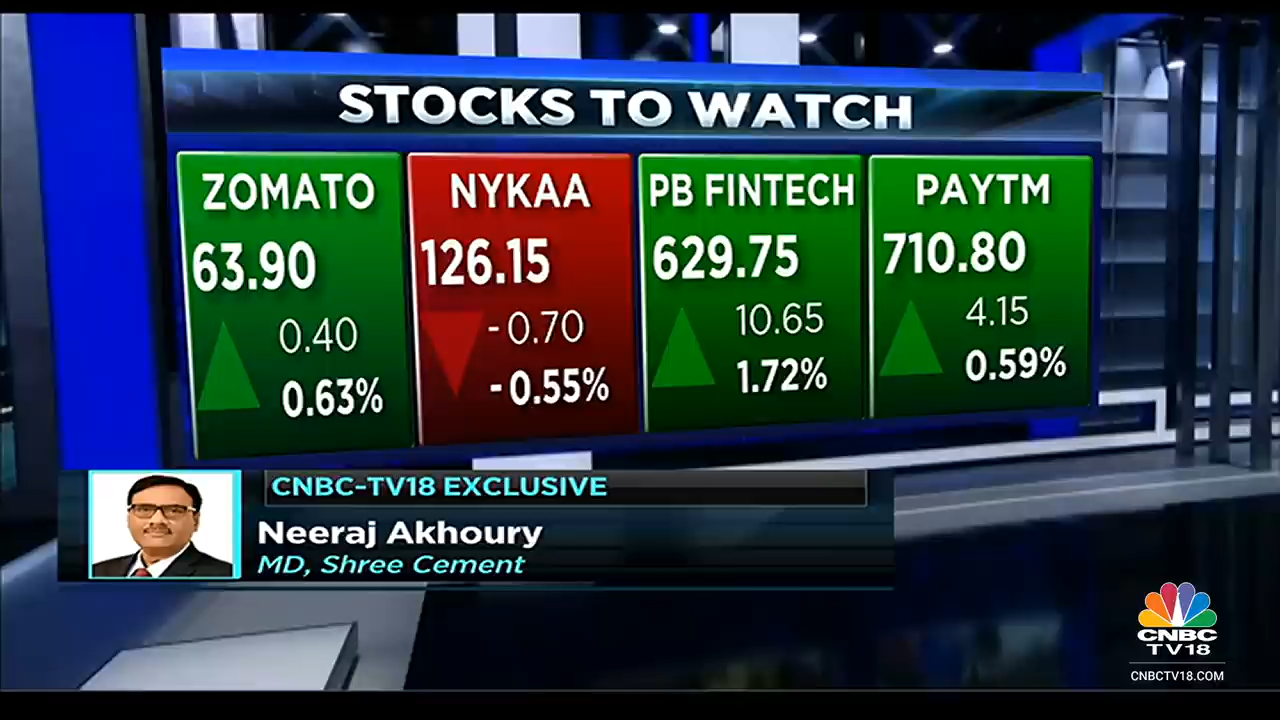 STOCKS TO WATCH
ZOMATO
63.90
0.40
0.63%
NYKAA
126.15
-0.70
-0.55%
PB FINTECH
629.75
10.65
1.72%
PAYTM
710.80
4.15
0.59%
CNBC-TV18 EXCLUSIVE
Neeraj Akhoury
MD, Shree Cement
CNBC
TV18
CNBCTV18.COM